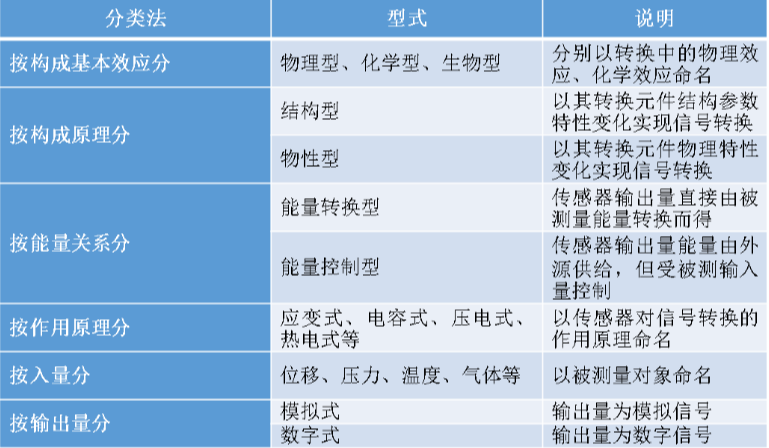 分类法 型式 说明
按构成基本效应分 物理型、化学型、生物型 分别以转换中的物理效
应、化学效应命名
按构成原理分
结构型 以其转换元件结构参数
特性变化实现信号转换
物性型 以其转换元件物理特性
变化实现信号转换
按能量关系分
能量转换型 传感器输出量直接由被
测量能量转换而得
能量控制型 传感器输出量能量由外
源供给，但受被测输入
量控制
按作用原理分 应变式、电容式、压电式、
热电式等 以传感器对信号转换的
作用原理命名
按入量分 位移、压力、温度、气体等 以被测量对象命名
按输出量分
模拟式 输出量为模拟信号
数字式 输出量为数字信号